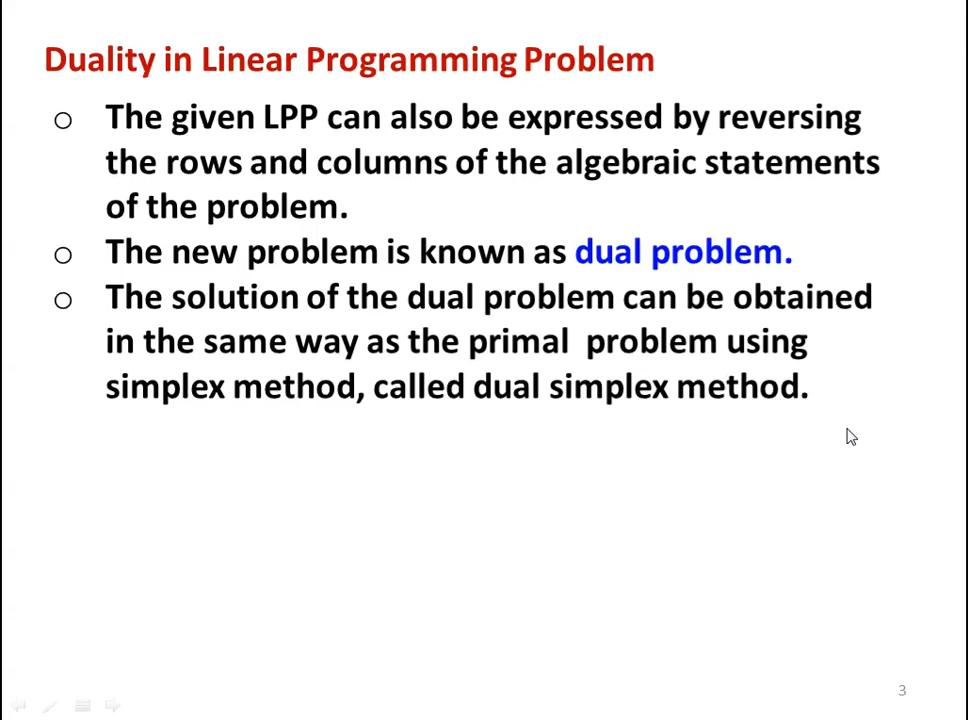 Duality in Linear Programming Problem
o The given LPP can also be expressed by reversing
the rows and columns of the algebraic statements
of the problem.
o The new problem is known as dual problem.
o The solution of the dual problem can be obtained
in the same way as the primal problem using
simplex method, called dual simplex method.
3